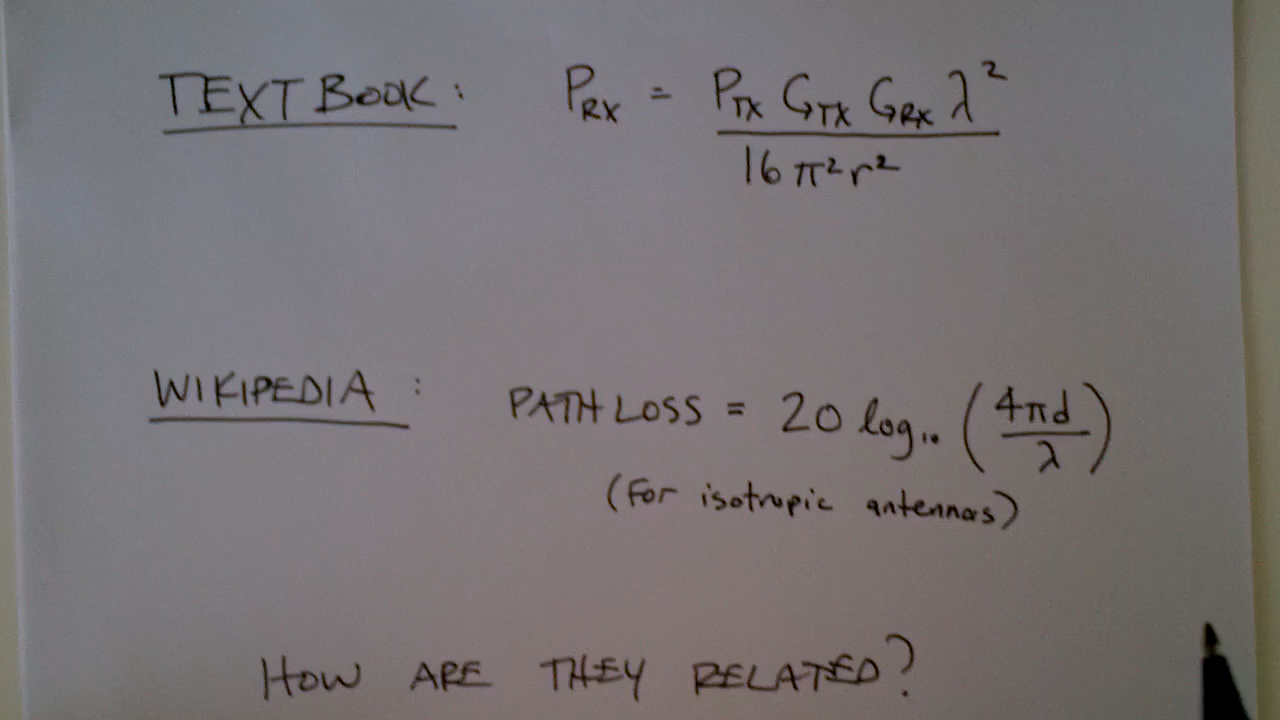 TEXTBOOK: P_RX = P_TX G_TX G_RX λ² / 16π²r²
WIKIPEDIA: PATH LOSS = 20 log₁₀ (4πd / λ)
(For isotropic antennas)
HOW ARE THEY RELATED?